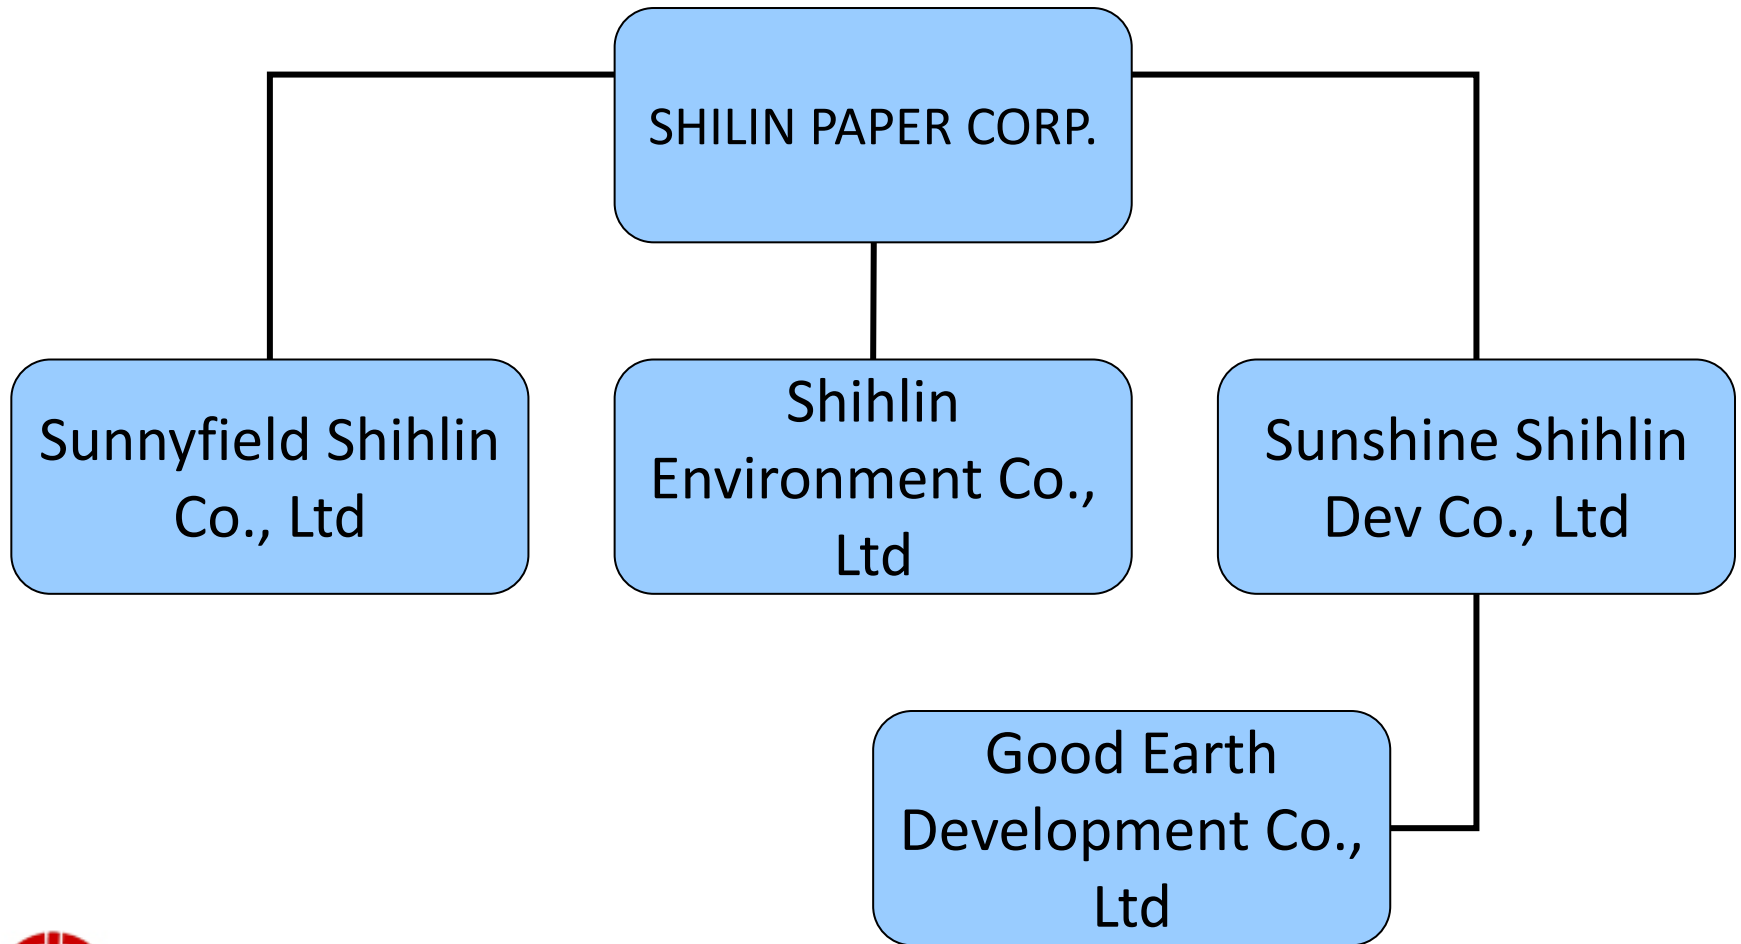 SHILIN PAPER CORP.
Sunnyfield Shihlin
Co., Ltd
Shihlin
Environment Co.,
Ltd
Sunshine Shihlin
Dev Co., Ltd
Good Earth
Development Co.,
Ltd